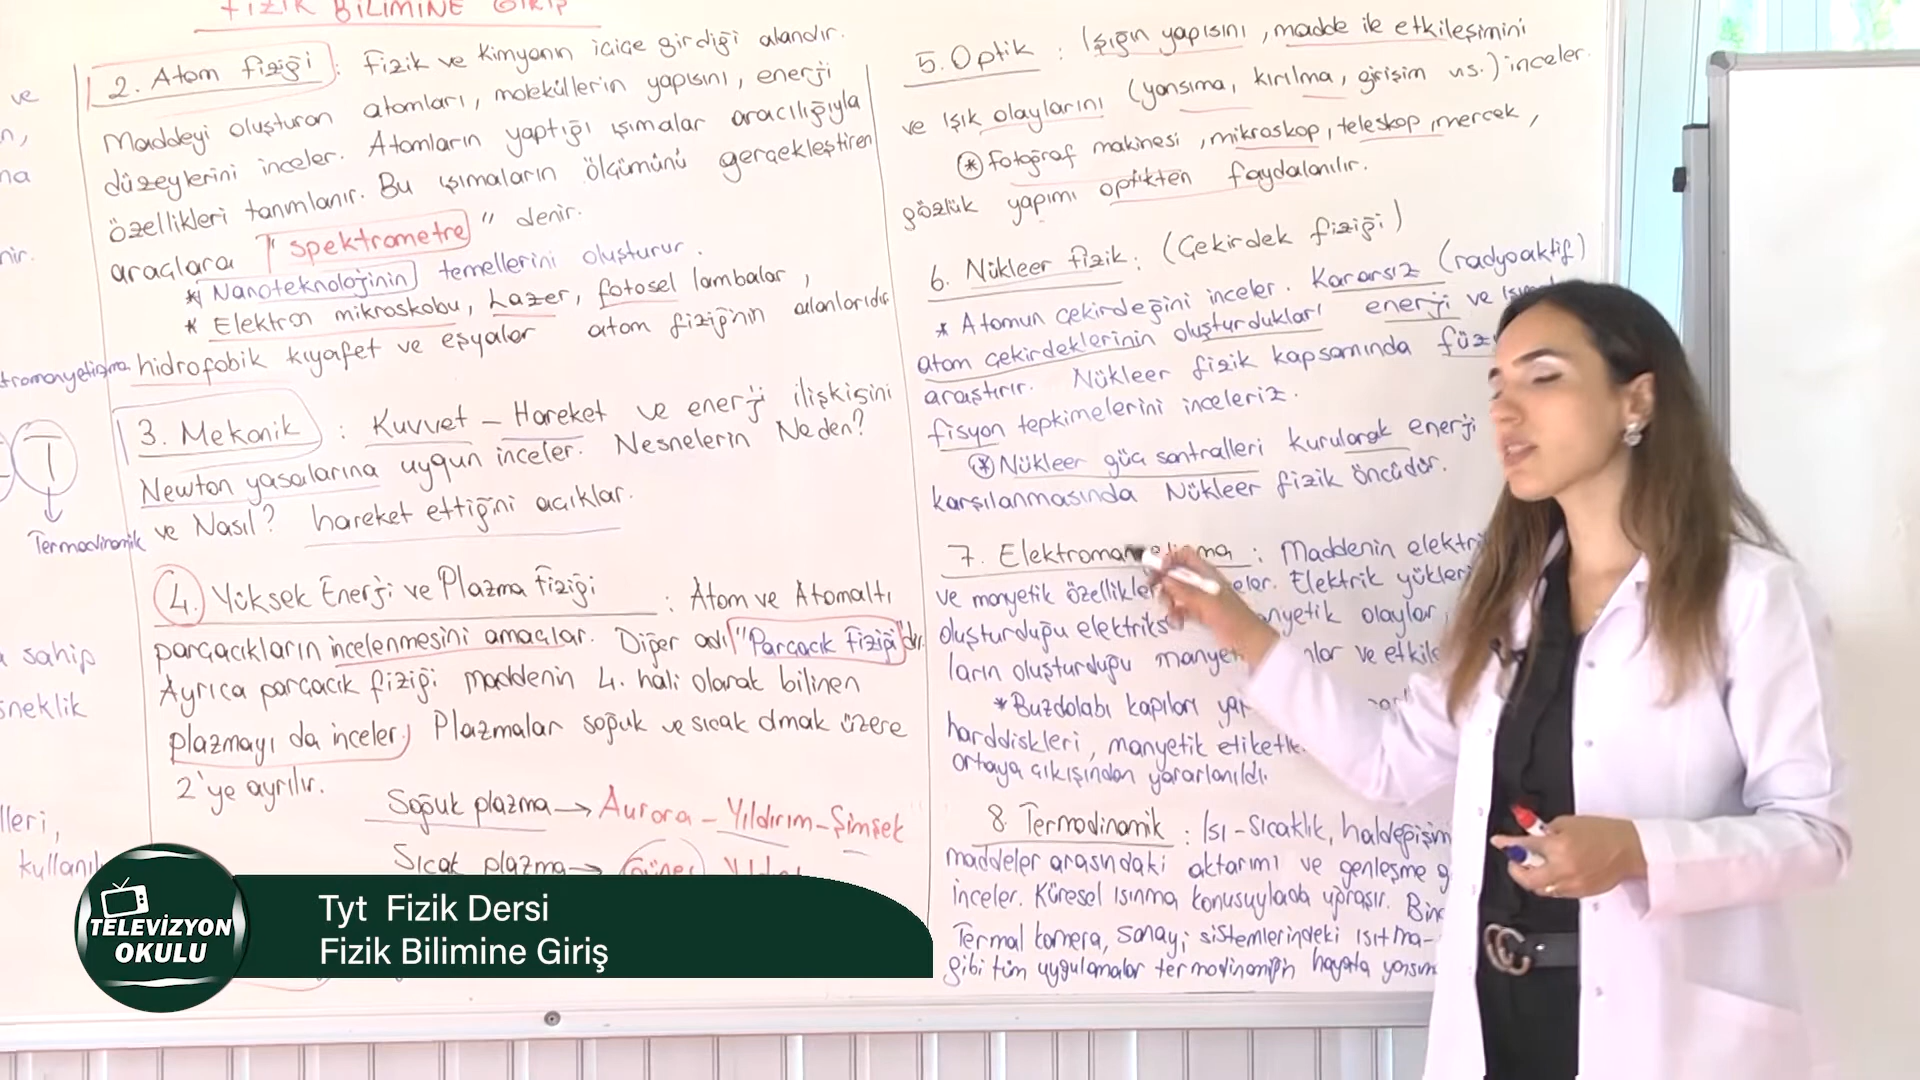 FİZİK BİLİMİNE GİRİŞ
2. Atom fiziği : Fizik ve Kimyanın içiçe girdiği alandır.
Maddeyi oluşturan atomları, moleküllerin yapısını, enerji
düzeylerini inceler. Atomların yaptığı ışımalar aracılığıyla
özellikleri tanımlanır. Bu ışımaların ölçümünü gerçekleştiren
araçlara "spektrometre" denir.
* Nanoteknolojinin temellerini oluşturur.
* Elektron mikroskobu, Lazer, fotosel lambalar,
hidrofobik kıyafet ve eşyalar atom fiziğinin alanlarıdır
3. Mekanik : Kuvvet - Hareket ve enerji ilişkisini
Newton yasalarına uygun inceler. Nesnelerin Neden?
ve Nasıl? hareket ettiğini açıklar.
4. Yüksek Enerji ve Plazma Fiziği : Atom ve Atomaltı
parçacıkların incelenmesini amaçlar. Diğer adı "Parçacık Fiziği"dir.
Ayrıca parçacık fiziği maddenin 4. hali olarak bilinen
plazmayı da inceler. Plazmalar soğuk ve sıcak olmak üzere
2'ye ayrılır.
Soğuk plazma → Aurora - Yıldırım - Şimşek
Sıcak plazma → Güneş
ve
T
Termodinamik
sahip
esneklik
5. Optik : Işığın yapısını, madde ile etkileşimini
ve ışık olaylarını (yansıma, kırılma, girişim vs.) inceler.
* Fotoğraf makinesi, mikroskop, teleskop, mercek,
gözlük yapımı optikten faydalanılır.
6. Nükleer fizik : (Çekirdek fiziği)
* Atomun çekirdeğini inceler. Kararsız (radyoaktif)
atom çekirdeklerinin oluşturdukları enerji ve
araştırır. Nükleer fizik kapsamında
fisyon tepkimelerini inceleriz.
* Nükleer güç santralleri kurularak enerji
karşılanmasında Nükleer fizik öncüdür.
7. Elektromanyetizma : Maddenin
ve manyetik olaylar,
oluşturduğu
ların oluşturduğu ve
* Buzdolabı kapıları
harddiskleri, manyetik
ortaya çıkışından yararlanıldı.
8. Termodinamik : Isı - Sıcaklık, haldeğişim
maddeler arasındaki aktarımı ve genleşme
inceler. Küresel ısınma konusuylada uğraşır.
Termal kamera, sanayi sistemlerindeki ısıtma-
gibi tüm uygulamalar termodinamiğin hayata
TELEVİZYON
OKULU
Tyt Fizik Dersi
Fizik Bilimine Giriş